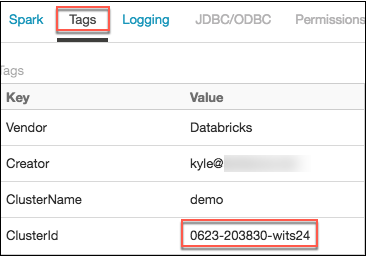 Spark Tags Logging JDBC/ODBC Permissions
Tags
Key Value
Vendor Databricks
Creator kyle@
ClusterName demo
ClusterId 0623-203830-wits24